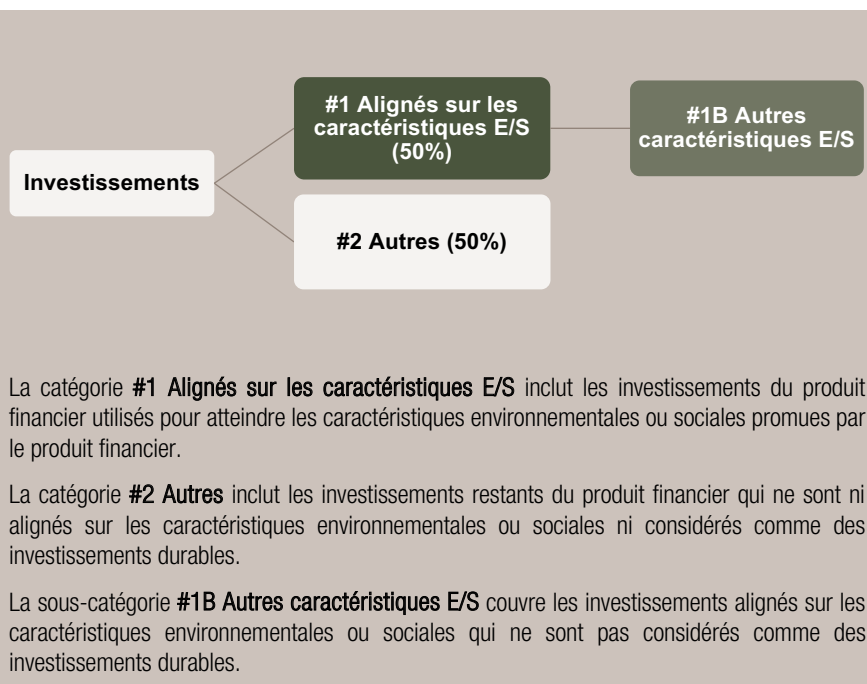 #1 Alignés sur les
caractéristiques E/S
(50%)
#1B Autres
caractéristiques E/S
Investissements
#2 Autres (50%)
La catégorie #1 Alignés sur les caractéristiques E/S inclut les investissements du produit
financier utilisés pour atteindre les caractéristiques environnementales ou sociales promues par
le produit financier.
La catégorie #2 Autres inclut les investissements restants du produit financier qui ne sont ni
alignés sur les caractéristiques environnementales ou sociales ni considérés comme des
investissements durables.
La sous-catégorie #1B Autres caractéristiques E/S couvre les investissements alignés sur les
caractéristiques environnementales ou sociales qui ne sont pas considérés comme des
investissements durables.